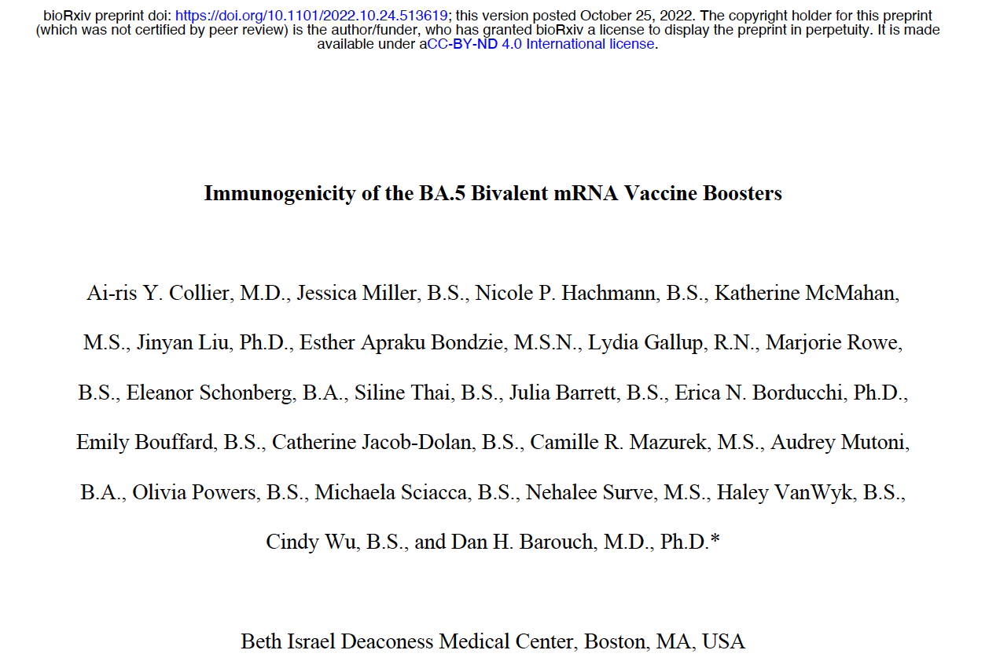 bioRxiv preprint doi: https://doi.org/10.1101/2022.10.24.513619; this version posted October 25, 2022. The copyright holder for this preprint
(which was not certified by peer review) is the author/funder, who has granted bioRxiv a license to display the preprint in perpetuity. It is made
available under aCC-BY-ND 4.0 International license.
Immunogenicity of the BA.5 Bivalent mRNA Vaccine Boosters
Ai-ris Y. Collier, M.D., Jessica Miller, B.S., Nicole P. Hachmann, B.S., Katherine McMahan,
M.S., Jinyan Liu, Ph.D., Esther Apraku Bondzie, M.S.N., Lydia Gallup, R.N., Marjorie Rowe,
B.S., Eleanor Schonberg, B.A., Siline Thai, B.S., Julia Barrett, B.S., Erica N. Borducchi, Ph.D.,
Emily Bouffard, B.S., Catherine Jacob-Dolan, B.S., Camille R. Mazurek, M.S., Audrey Mutoni,
B.A., Olivia Powers, B.S., Michaela Sciacca, B.S., Nehalee Surve, M.S., Haley VanWyk, B.S.,
Cindy Wu, B.S., and Dan H. Barouch, M.D., Ph.D.*
Beth Israel Deaconess Medical Center, Boston, MA, USA